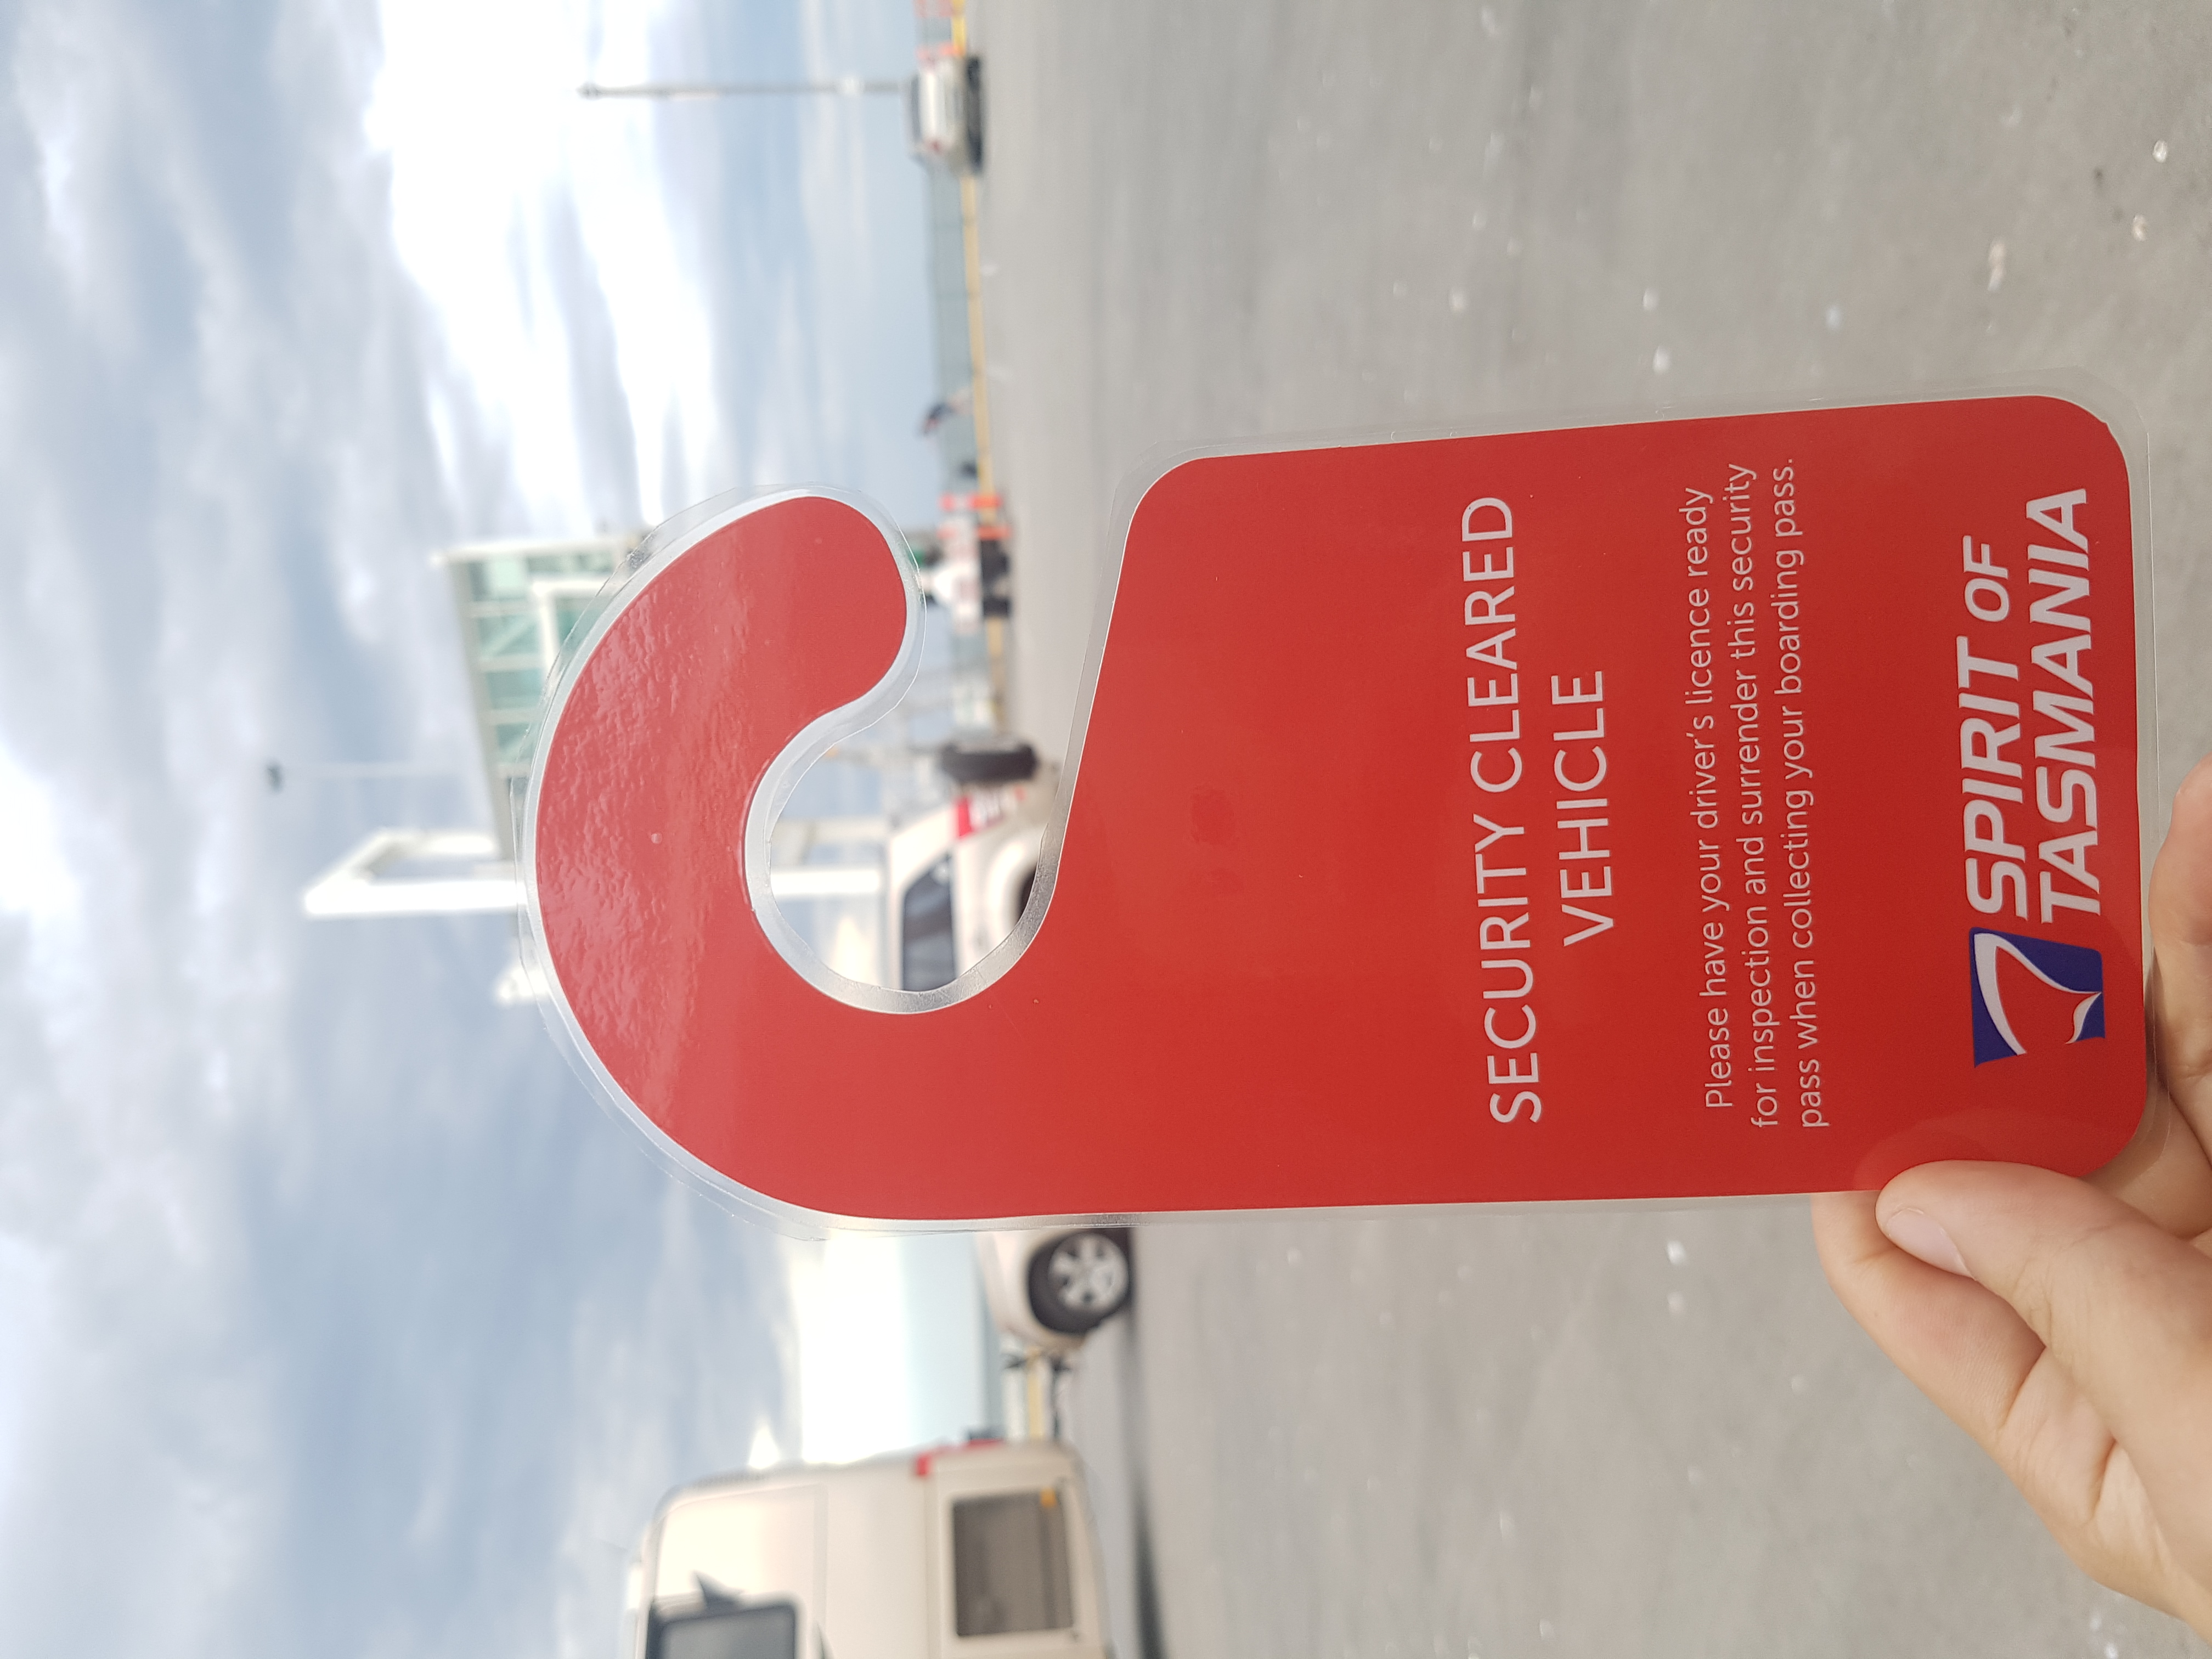 SECURITY CLEARED
VEHICLE
Please have your driver's licence ready
for inspection and surrender this security
pass when collecting your boarding pass.
SPIRIT OF
TASMANIA